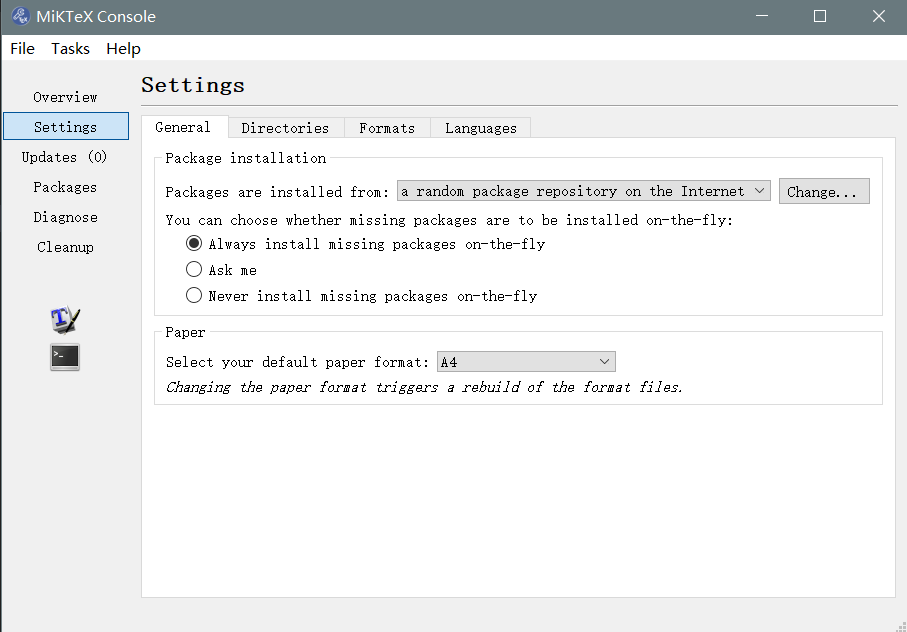 MiKTeX Console
File Tasks Help
Settings
Overview
Settings
Updates (0)
Packages
Diagnose
Cleanup
General Directories Formats Languages
Package installation
Packages are installed from: a random package repository on the Internet Change...
You can choose whether missing packages are to be installed on-the-fly:
Always install missing packages on-the-fly
Ask me
Never install missing packages on-the-fly
Paper
Select your default paper format: A4
Changing the paper format triggers a rebuild of the format files.